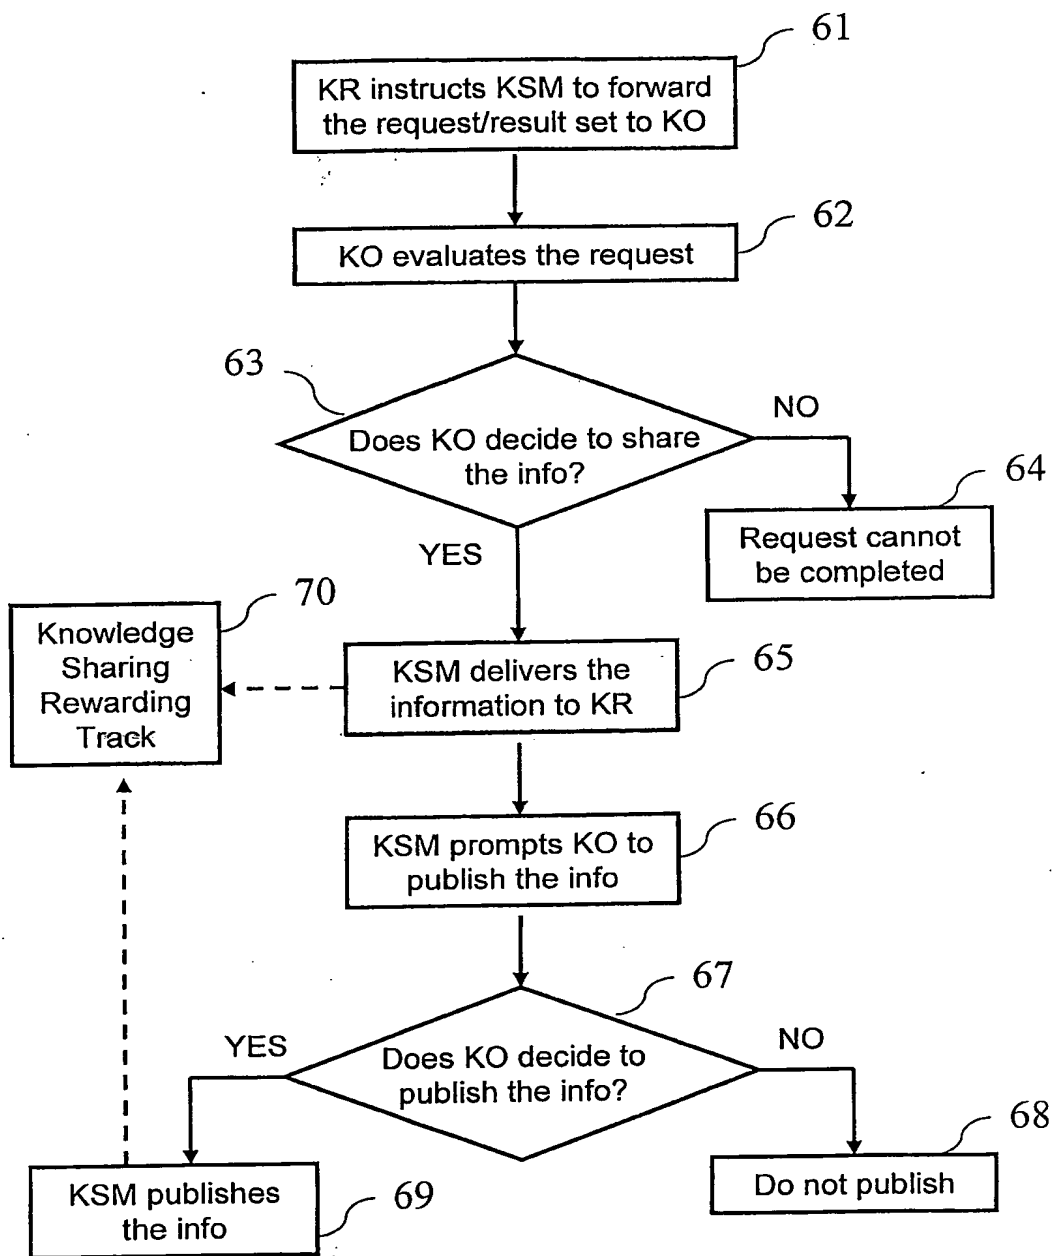 61
KR instructs KSM to forward
the request/result set to KO
62
KO evaluates the request
63
Does KO decide to share
the info?
NO
YES
64
Request cannot
be completed
70
Knowledge
Sharing
Rewarding
Track
65
KSM delivers the
information to KR
66
KSM prompts KO to
publish the info
67
Does KO decide to
publish the info?
YES
NO
68
Do not publish
69
KSM publishes
the info